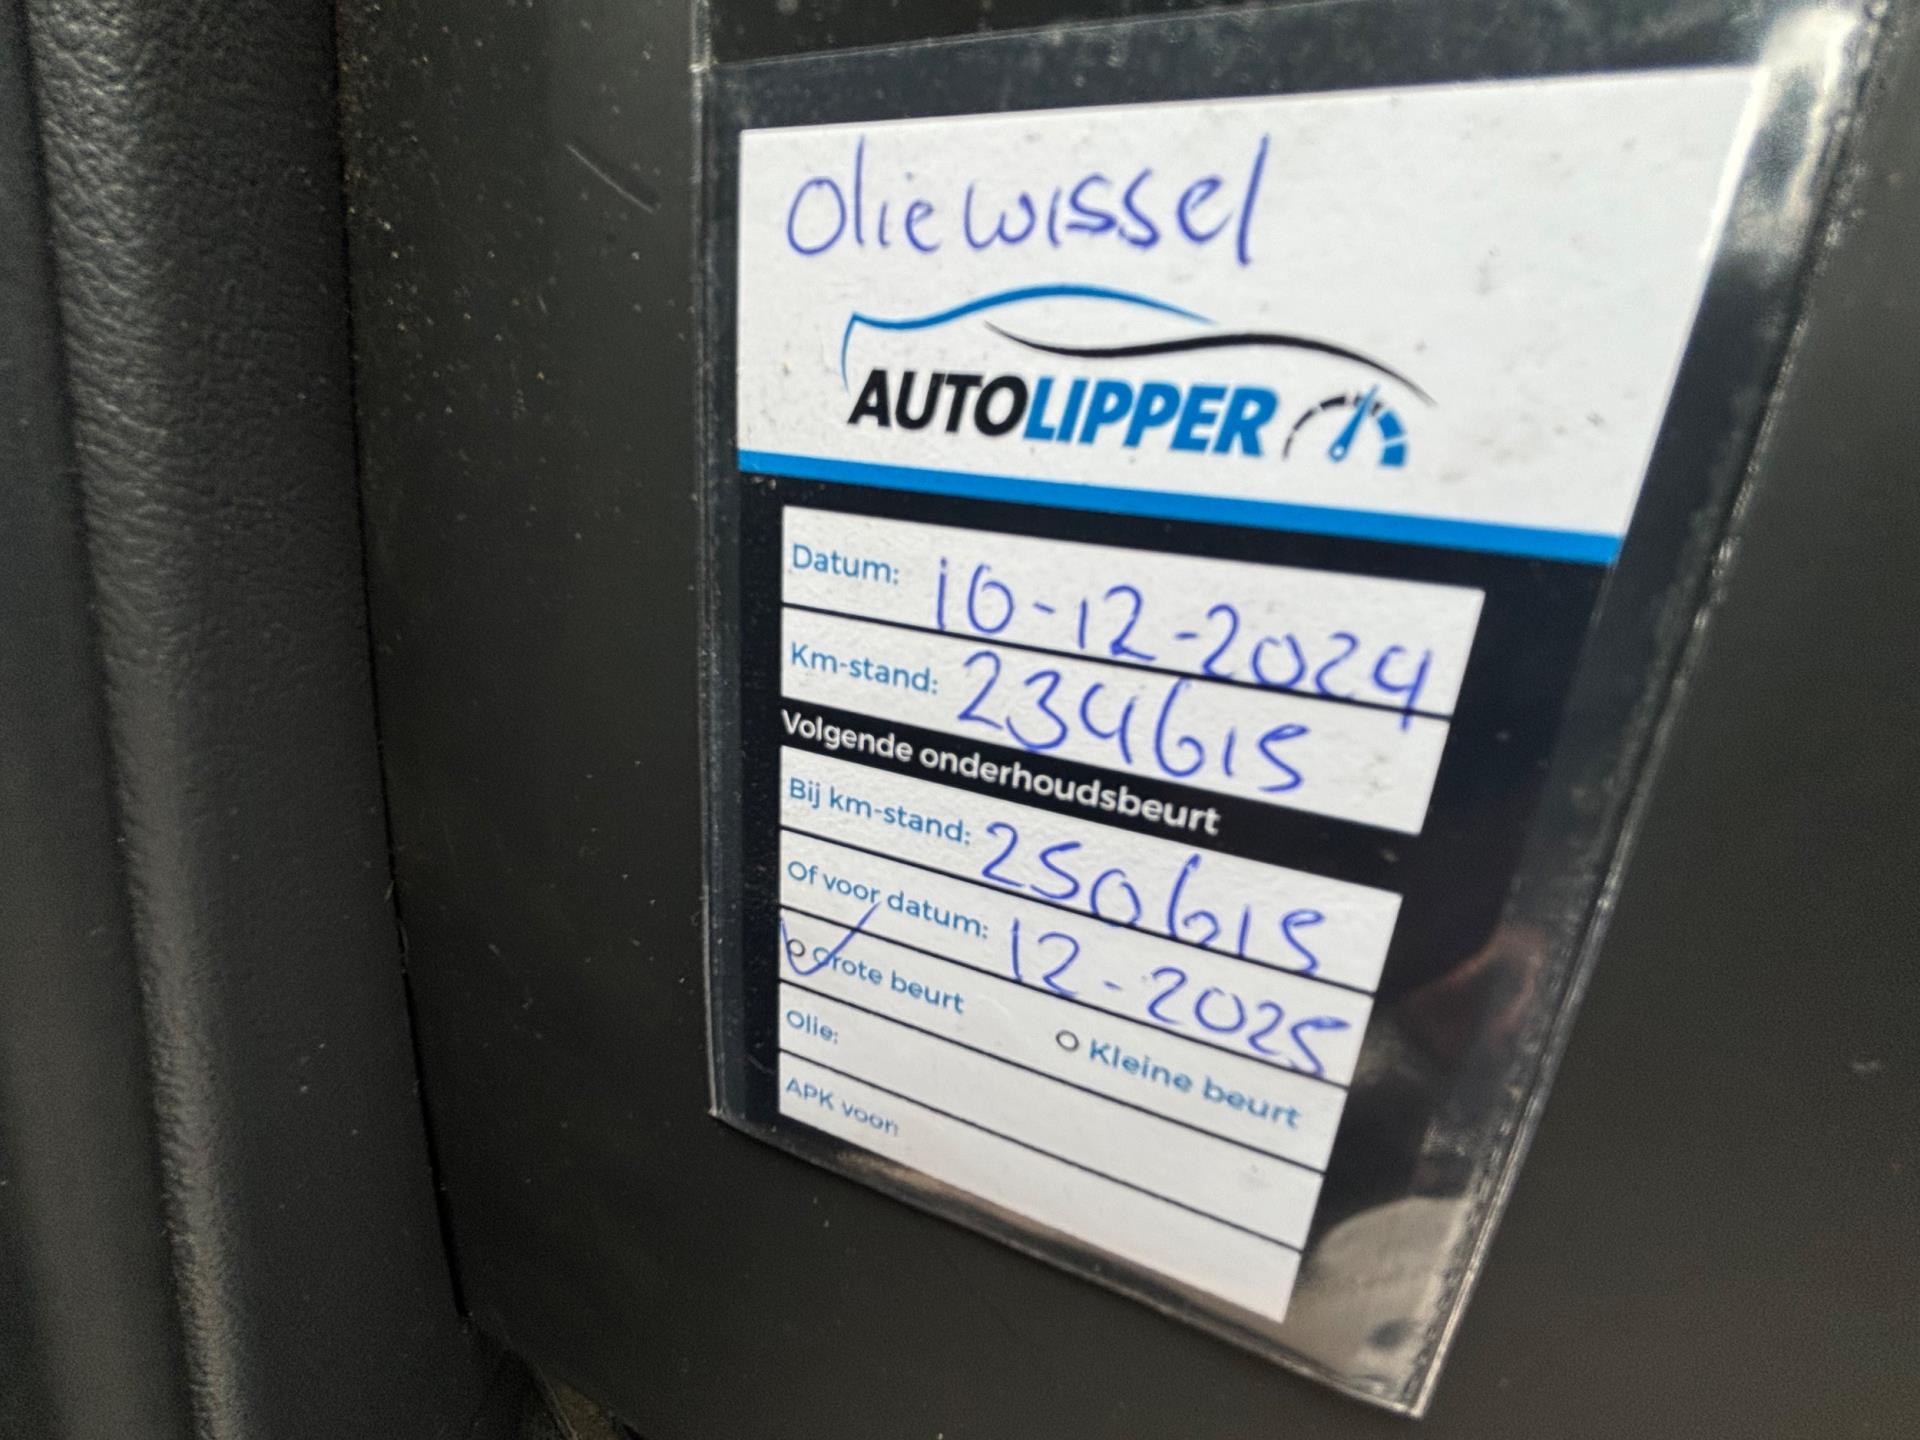 Oliewissel
AUTOLIPPER
Datum: 10-12-2024
Km-stand: 234615
Volgende onderhoudsbeurt
Bij km-stand: 250615
Of voor datum: 12-2025
Grote beurt Kleine beurt
Olie:
APK voor: